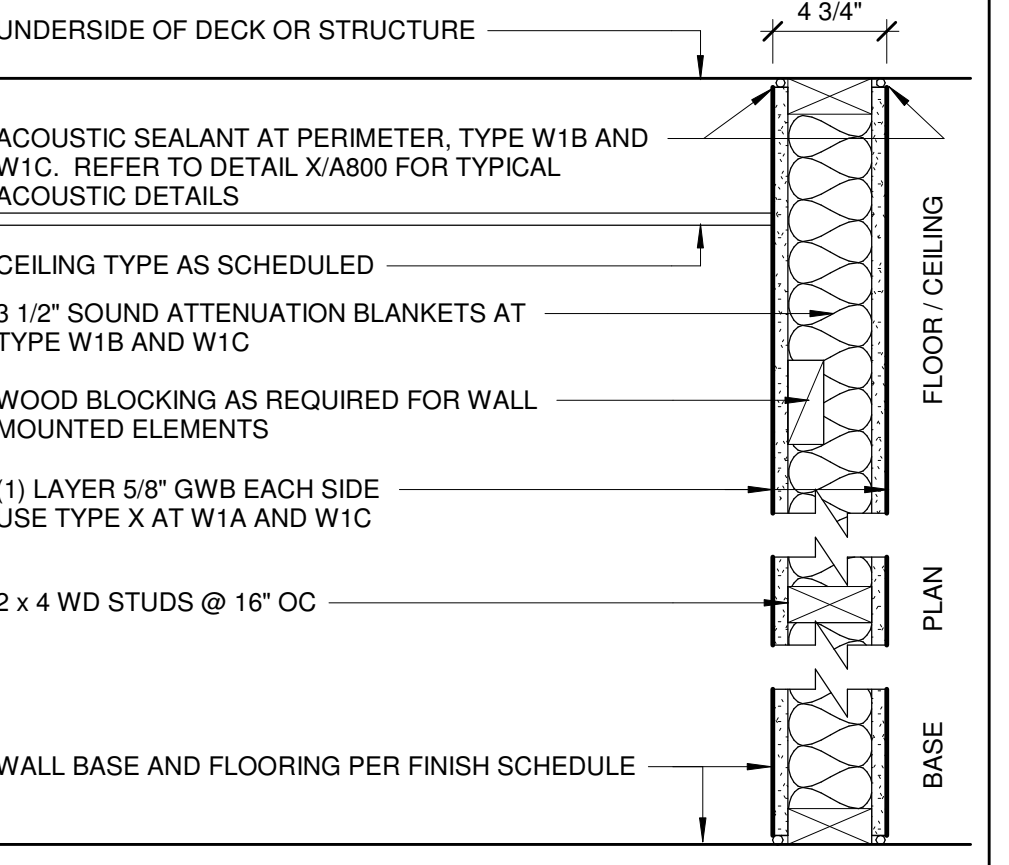 4 3/4"
UNDERSIDE OF DECK OR STRUCTURE
ACOUSTIC SEALANT AT PERIMETER, TYPE W1B AND
W1C. REFER TO DETAIL X/A800 FOR TYPICAL
ACOUSTIC DETAILS
CEILING TYPE AS SCHEDULED
3 1/2" SOUND ATTENUATION BLANKETS AT
TYPE W1B AND W1C
WOOD BLOCKING AS REQUIRED FOR WALL
MOUNTED ELEMENTS
(1) LAYER 5/8" GWB EACH SIDE
USE TYPE X AT W1A AND W1C
2 x 4 WD STUDS @ 16" OC
WALL BASE AND FLOORING PER FINISH SCHEDULE
FLOOR / CEILING
PLAN
BASE